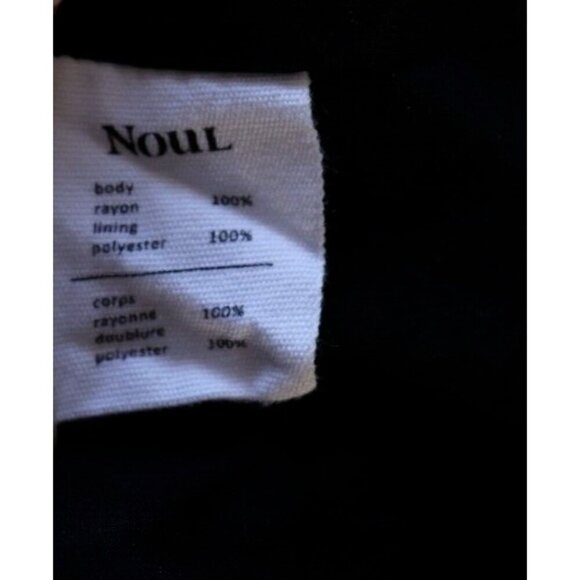 NouL
body
rayon 100%
lining
polyester 100%
corps
rayonne 100%
doublure
polyester 100%